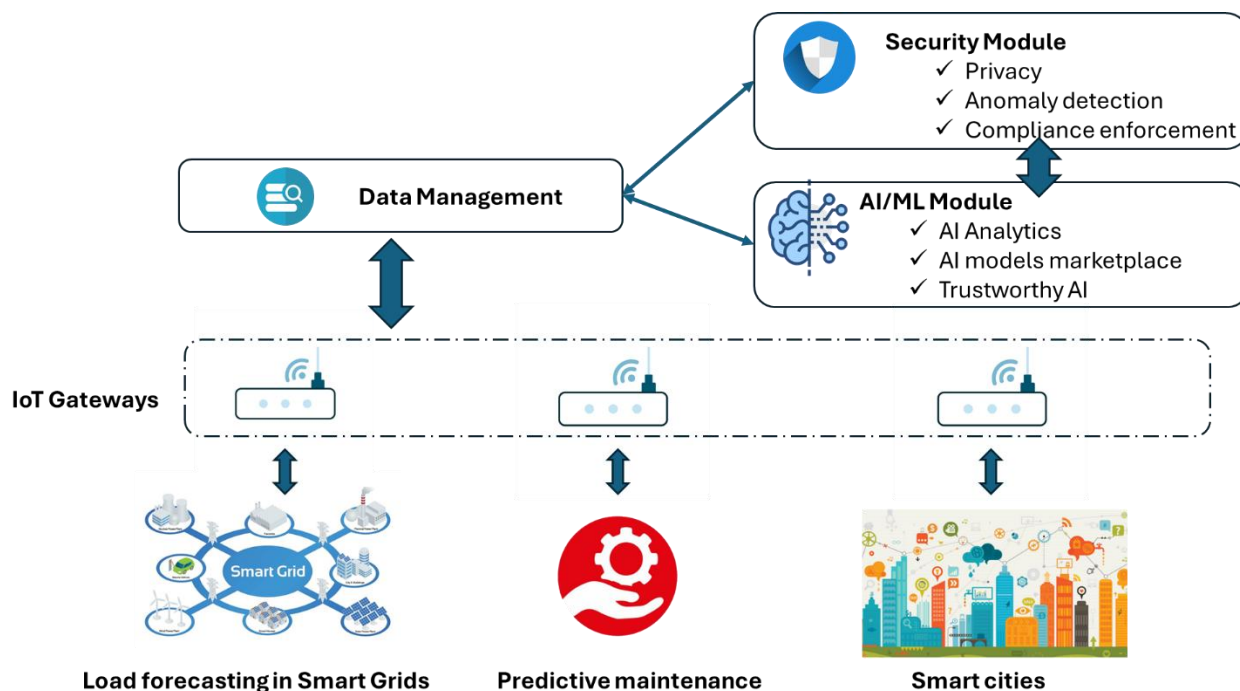 Security Module
✓ Privacy
✓ Anomaly detection
✓ Compliance enforcement
Data Management
AI/ML Module
✓ AI Analytics
✓ AI models marketplace
✓ Trustworthy AI
IoT Gateways
Smart Grid
Load forecasting in Smart Grids
Predictive maintenance
Smart cities